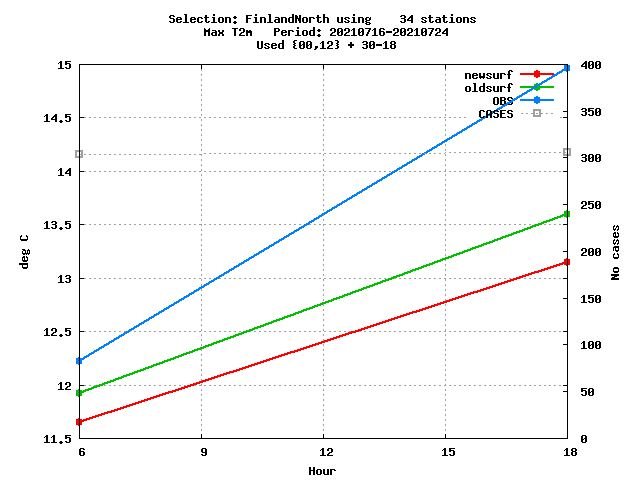 Selection: FinlandNorth using    34 stations
Max T2m   Period: 20210716-20210724
Used {00,12} + 30-18
newsurf
oldsurf
OBS
CASES
15
14.5
14
13.5
13
12.5
12
11.5
400
350
300
250
200
150
100
50
0
6
9
12
15
18
deg C
No cases
Hour